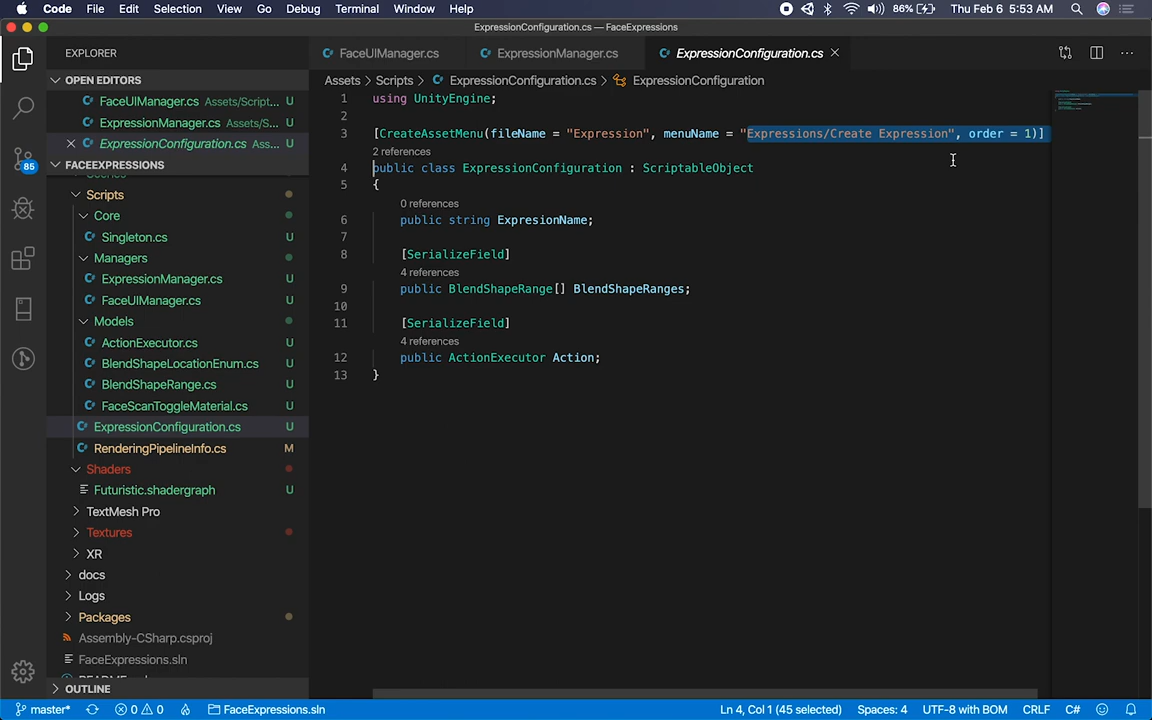 Code File Edit Selection View Go Debug Terminal Window Help 86% Thu Feb 6 5:53 AM
ExpressionConfiguration.cs — FaceExpressions
EXPLORER
FaceUIManager.cs ExpressionManager.cs ExpressionConfiguration.cs
OPEN EDITORS
Assets > Scripts > ExpressionConfiguration.cs > ExpressionConfiguration
FaceUIManager.cs Assets/Script... U
ExpressionManager.cs Assets/S... U
ExpressionConfiguration.cs Ass... U
85
FACEEXPRESSIONS
Scripts
Core
Singleton.cs U
Managers
ExpressionManager.cs U
FaceUIManager.cs U
Models
ActionExecutor.cs U
BlendShapeLocationEnum.cs U
BlendShapeRange.cs U
FaceScanToggleMaterial.cs U
ExpressionConfiguration.cs U
RenderingPipelineInfo.cs M
Shaders
Futuristic.shadergraph U
TextMesh Pro
Textures
XR
docs
Logs
Packages
Assembly-CSharp.csproj
FaceExpressions.sln
OUTLINE
1 using UnityEngine;
2
3 [CreateAssetMenu(fileName = "Expression", menuName = "Expressions/Create Expression", order = 1)]
2 references
4 public class ExpressionConfiguration : ScriptableObject
5 {
0 references
6 public string ExpresionName;
7
8 [SerializeField]
4 references
9 public BlendShapeRange[] BlendShapeRanges;
10
11 [SerializeField]
4 references
12 public ActionExecutor Action;
13 }
master* 0 0 FaceExpressions.sln Ln 4, Col 1 (45 selected) Spaces: 4 UTF-8 with BOM CRLF C#